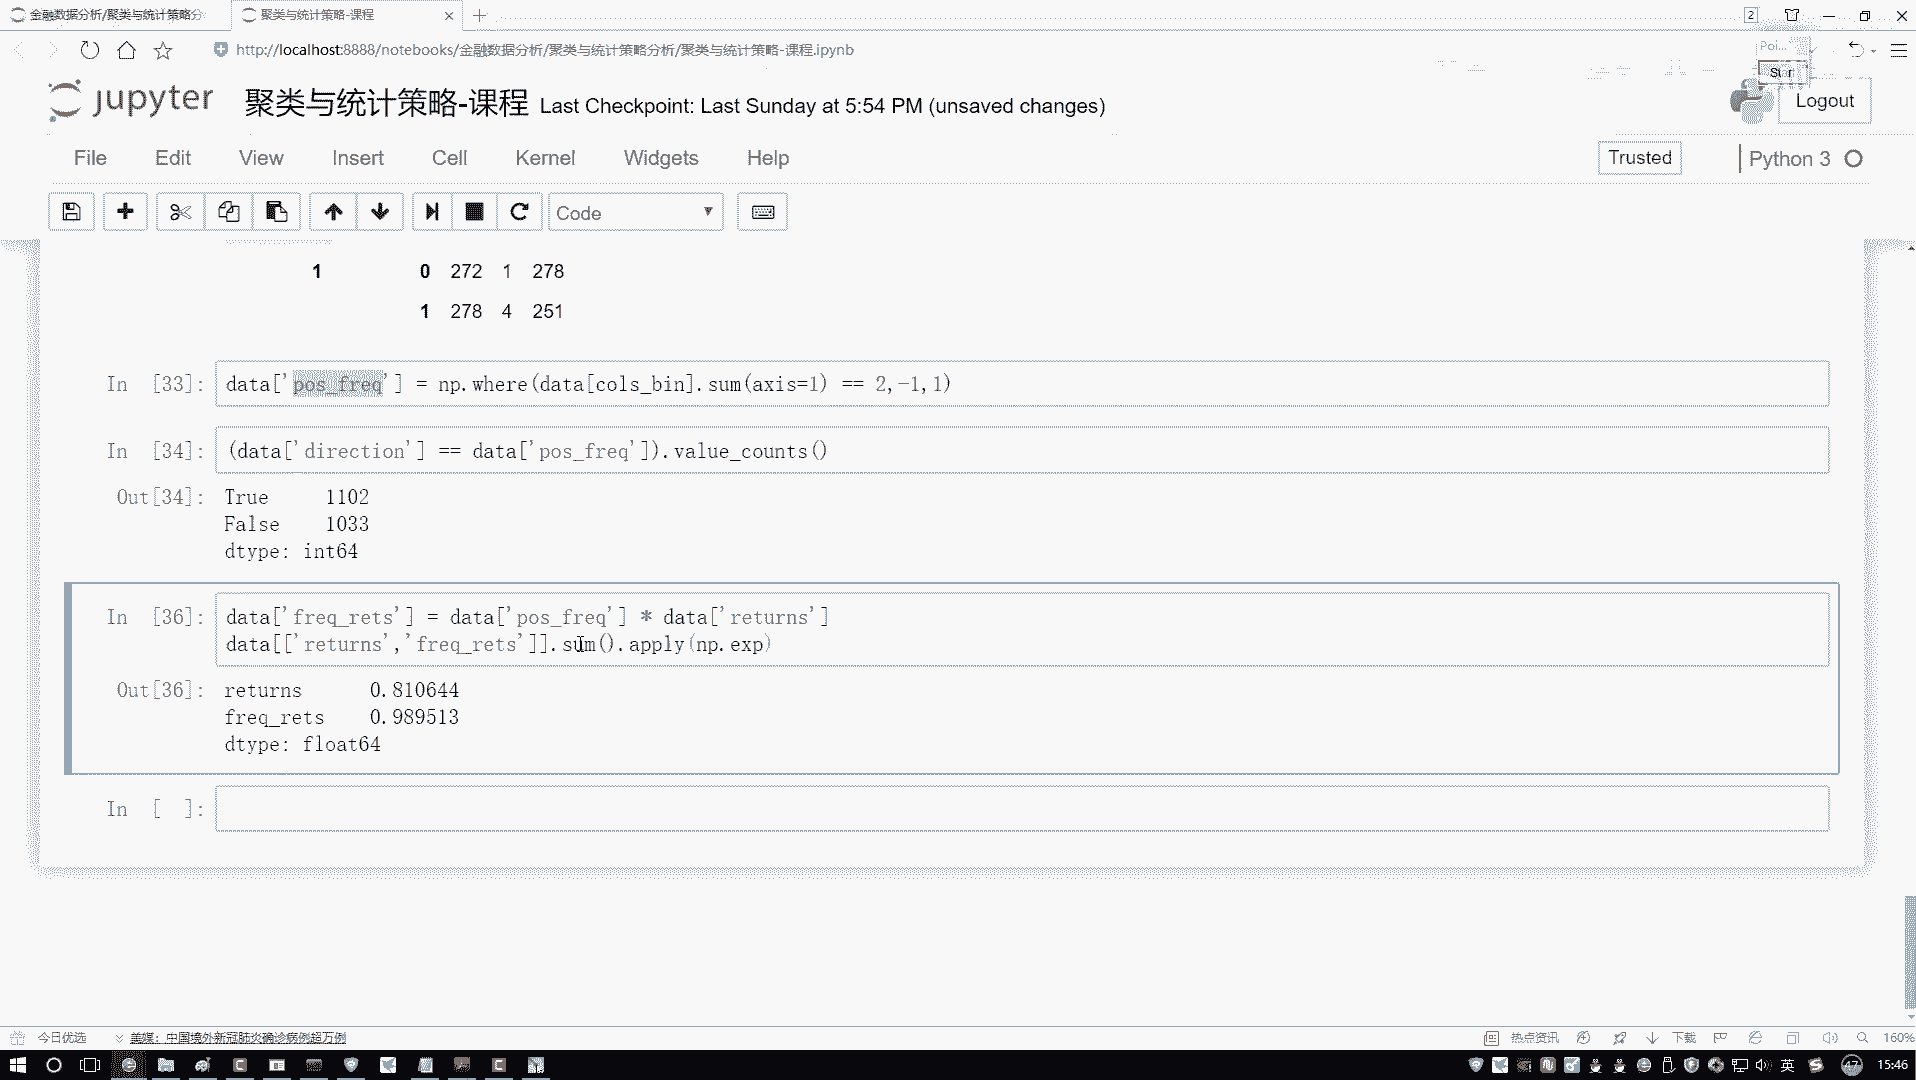 金融数据分析/聚类与统计策略分
聚类与统计策略-课程
2
http://localhost:8888/notebooks/金融数据分析/聚类与统计策略分析/聚类与统计策略-课程.ipynb
Poi...
Start
jupyter 聚类与统计策略-课程 Last Checkpoint: Last Sunday at 5:54 PM (unsaved changes)
Logout
File Edit View Insert Cell Kernel Widgets Help
Trusted
Python 3
Code
1 0 272 1 278
1 278 4 251
In [33]: data['pos_freq'] = np.where(data[cols_bin].sum(axis=1) == 2,-1,1)
In [34]: (data['direction'] == data['pos_freq']).value_counts()
Out[34]: True 1102
False 1033
dtype: int64
In [36]: data['freq_rets'] = data['pos_freq'] * data['returns']
data[['returns','freq_rets']].sum().apply(np.exp)
Out[36]: returns 0.810644
freq_rets 0.989513
dtype: float64
In [ ]:
今日优选
美媒：中国境外新冠肺炎确诊病例超万例
热点资讯
下载
160%
英
47
15:46